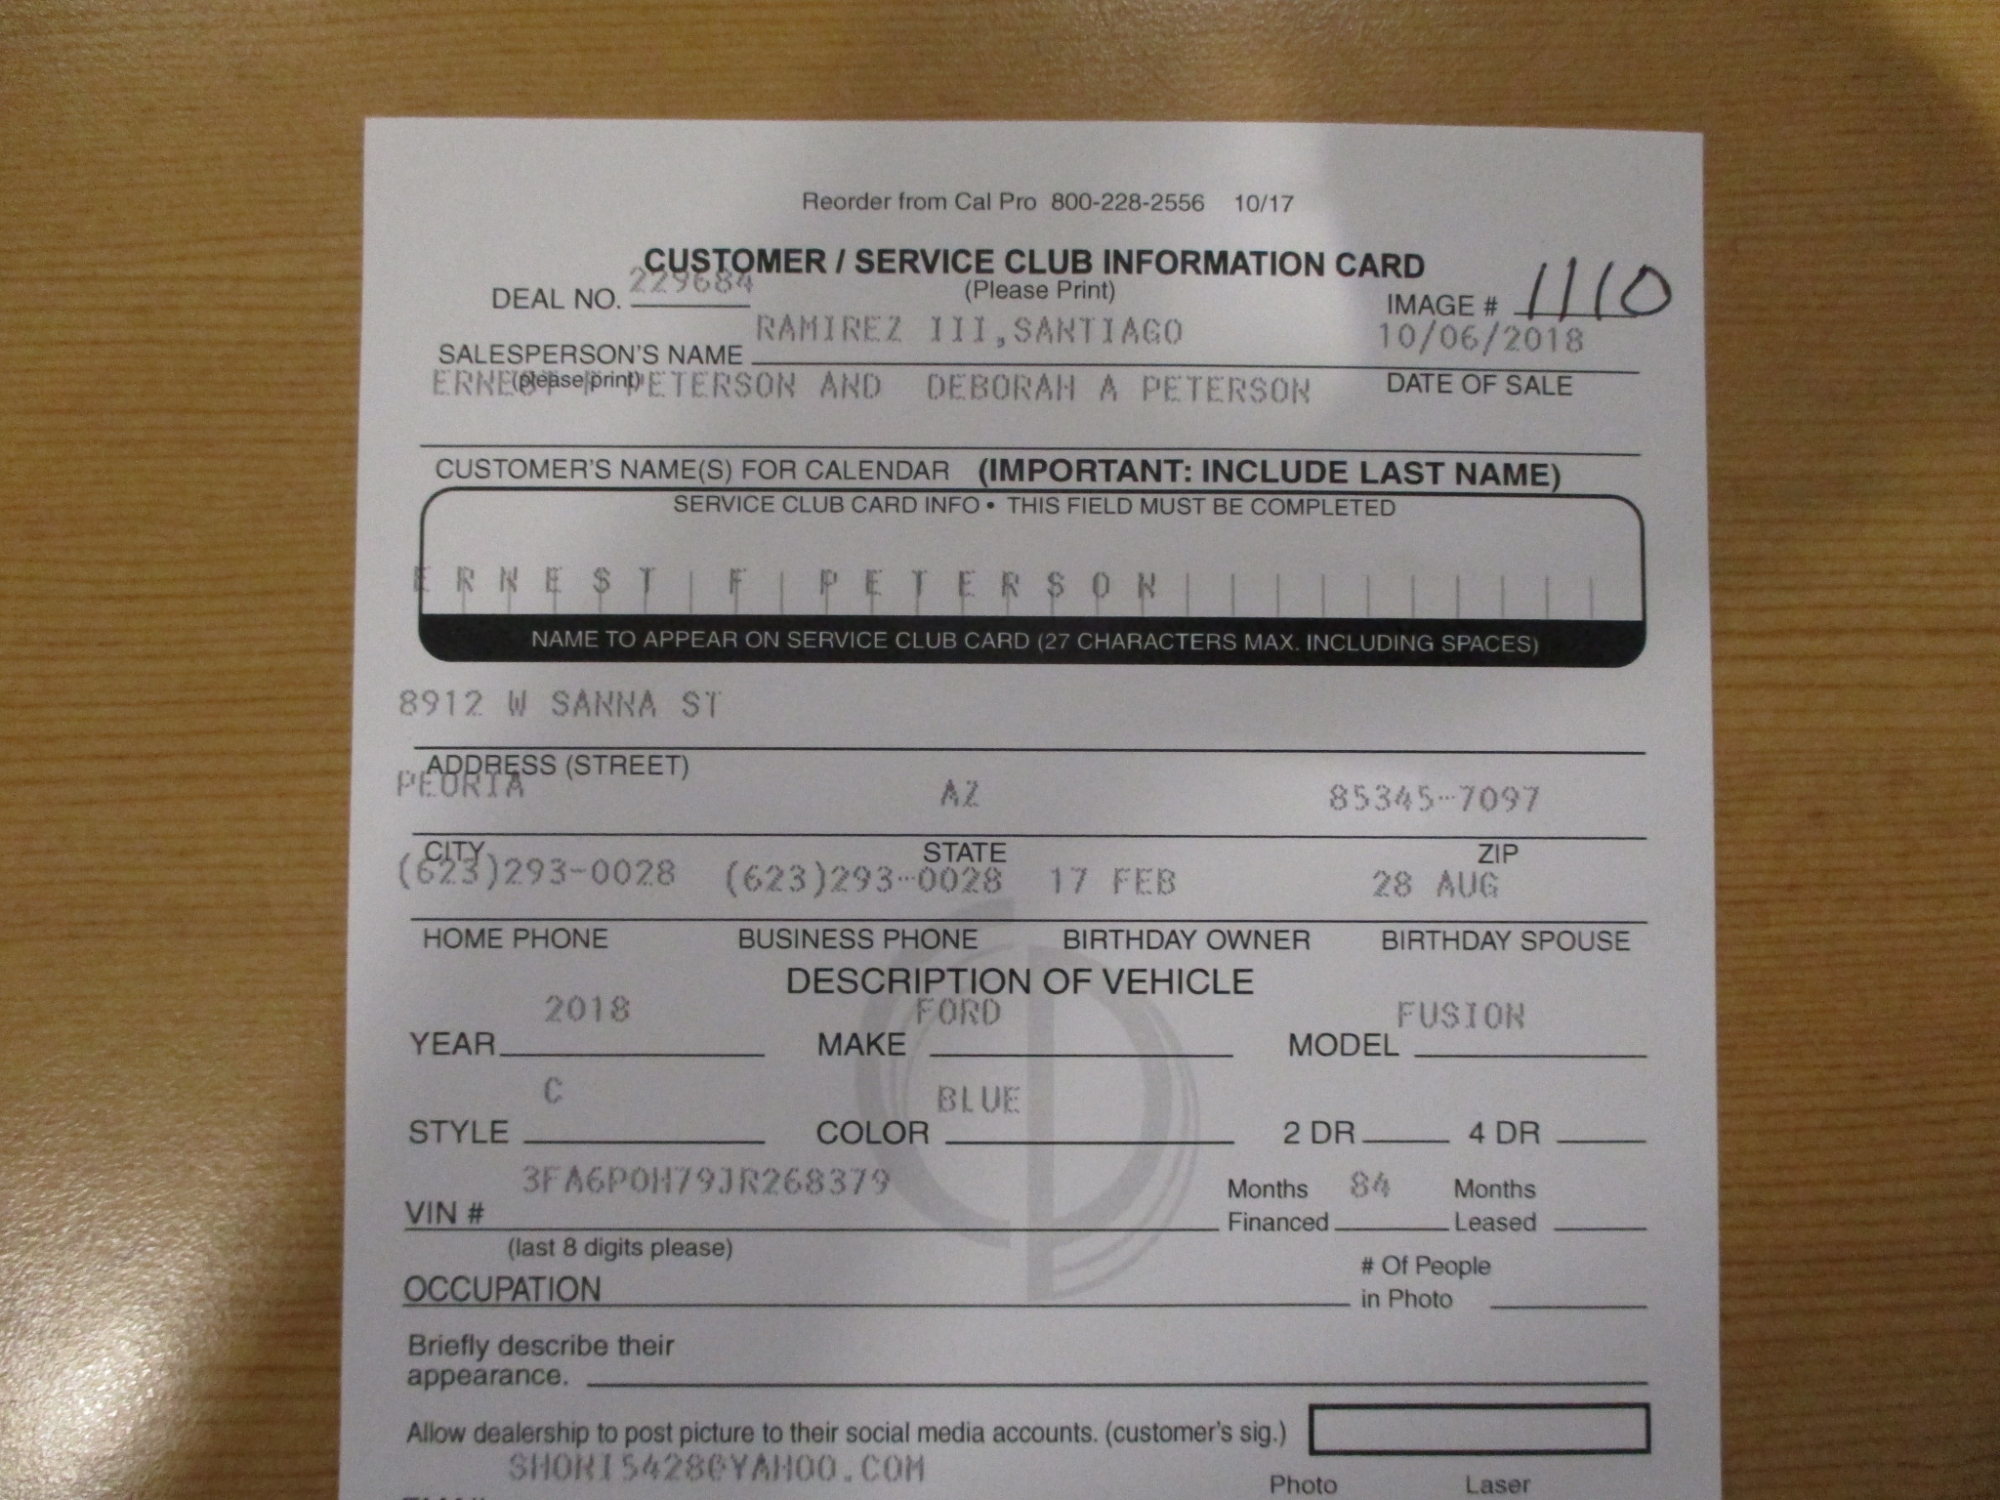 Reorder from Cal Pro 800-228-2556 10/17
CUSTOMER / SERVICE CLUB INFORMATION CARD
(Please Print)
DEAL NO. 229684
IMAGE # 1110
RAMIREZ III,SANTIAGO 10/06/2018
SALESPERSON'S NAME
(please print)
DATE OF SALE
ERNEST F PETERSON AND DEBORAH A PETERSON
CUSTOMER'S NAME(S) FOR CALENDAR (IMPORTANT: INCLUDE LAST NAME)
SERVICE CLUB CARD INFO • THIS FIELD MUST BE COMPLETED
ERNEST F PETERSON
NAME TO APPEAR ON SERVICE CLUB CARD (27 CHARACTERS MAX. INCLUDING SPACES)
8912 W SANNA ST
ADDRESS (STREET)
PEORIA AZ 85345-7097
CITY STATE ZIP
(623)293-0028 (623)293-0028 17 FEB 28 AUG
HOME PHONE BUSINESS PHONE BIRTHDAY OWNER BIRTHDAY SPOUSE
DESCRIPTION OF VEHICLE
2018 FORD FUSION
YEAR MAKE MODEL
C BLUE
STYLE COLOR 2 DR 4 DR
3FA6P0H79JR268379
VIN # Months Financed 84 Months Leased
(last 8 digits please)
OCCUPATION # Of People in Photo
Briefly describe their
appearance.
Allow dealership to post picture to their social media accounts. (customer's sig.)
Photo Laser